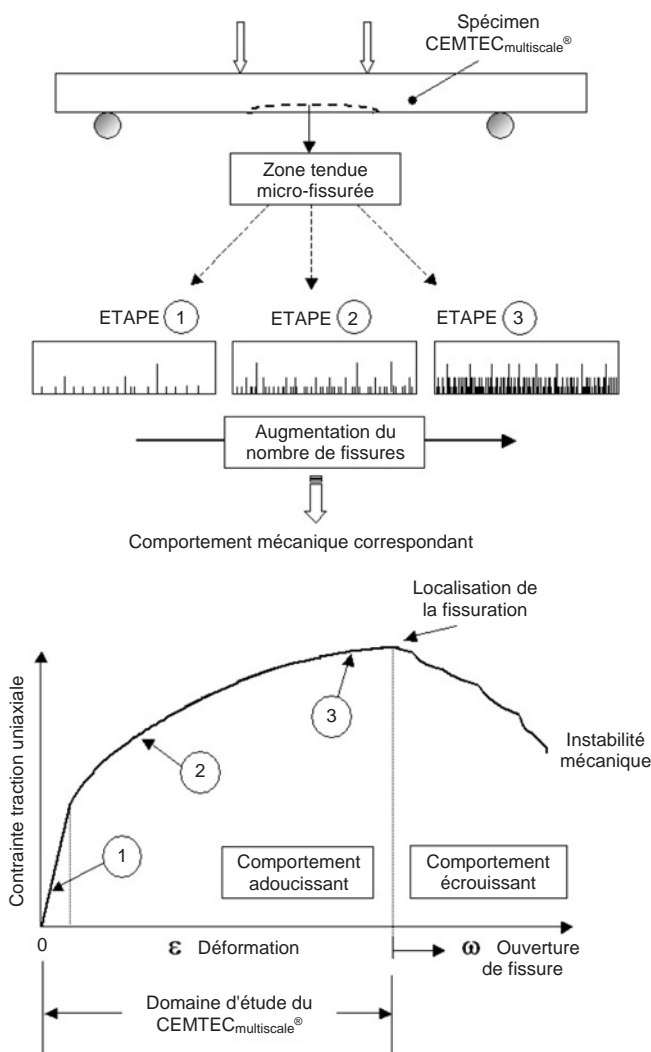 Spécimen
CEMTECmultiscale®
Zone tendue
micro-fissurée
ETAPE 1
ETAPE 2
ETAPE 3
Augmentation du
nombre de fissures
Comportement mécanique correspondant
Localisation de
la fissuration
Contrainte traction uniaxiale
3
2
1
Instabilité
mécanique
Comportement
adoucissant
Comportement
écrouissant
0
ε Déformation
ω Ouverture
de fissure
Domaine d'étude du
CEMTECmultiscale®